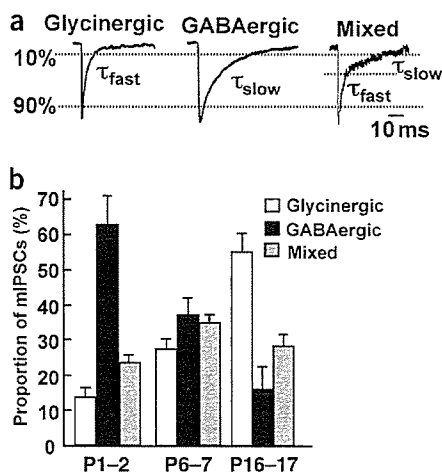 a
Glycinergic GABAergic Mixed
10%
τfast
τslow
τslow
τfast
90%
10 ms
b
Proportion of mIPSCs (%)
70
60
50
40
30
20
10
0
Glycinergic
GABAergic
Mixed
P1–2 P6–7 P16–17